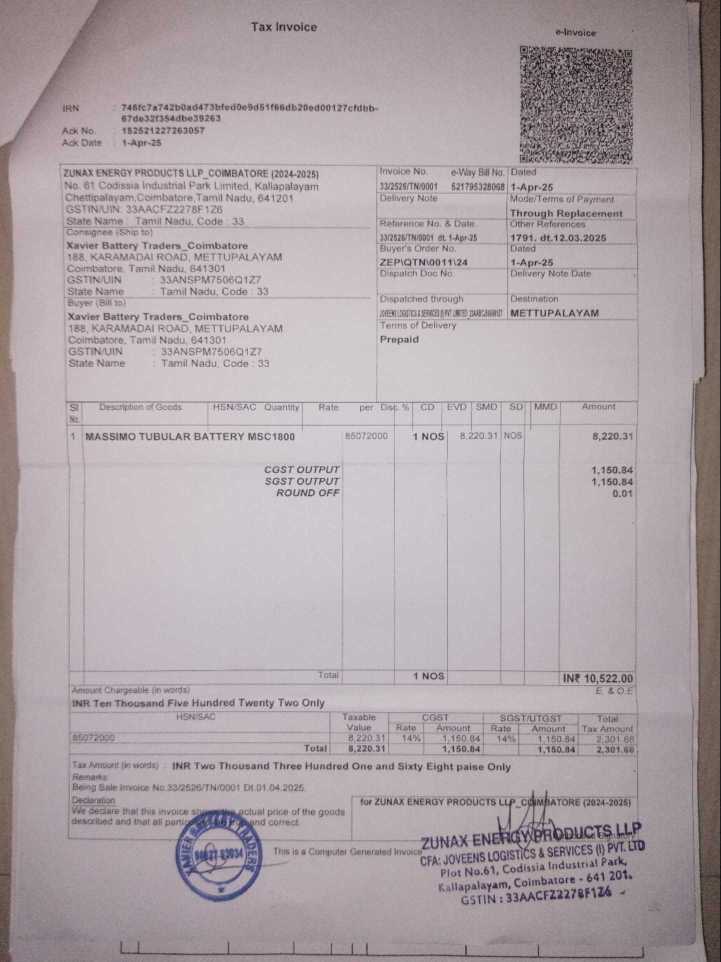 Tax Invoice
e-Invoice
IRN : 746fc7a742b0ad473bfed0e9d51f66db20ed00127cfdbb-
67de32f354dbe39263
Ack No. : 152521227263057
Ack Date : 1-Apr-25
ZUNAX ENERGY PRODUCTS LLP_COIMBATORE (2024-2025)
No. 61 Codissia Industrial Park Limited, Kallapalayam
Chettipalayam,Coimbatore,Tamil Nadu, 641201
GSTIN/UIN: 33AACFZ2278F1Z6
State Name : Tamil Nadu, Code : 33
Consignee (Ship to)
Xavier Battery Traders_Coimbatore
188, KARAMADAI ROAD, METTUPALAYAM
Coimbatore, Tamil Nadu, 641301
GSTIN/UIN : 33ANSPM7506Q1Z7
State Name : Tamil Nadu, Code : 33
Buyer (Bill to)
Xavier Battery Traders_Coimbatore
188, KARAMADAI ROAD, METTUPALAYAM
Coimbatore, Tamil Nadu, 641301
GSTIN/UIN : 33ANSPM7506Q1Z7
State Name : Tamil Nadu, Code : 33
Invoice No. e-Way Bill No. Dated
33/2526/TN/0001 521795328068 1-Apr-25
Delivery Note Mode/Terms of Payment
Through Replacement
Reference No. & Date. Other References
33/2526/TN/0001 dt. 1-Apr-25 1791. dt.12.03.2025
Buyer's Order No. Dated
ZEP\QTN\0011\24 1-Apr-25
Dispatch Doc No. Delivery Note Date
Dispatched through Destination
JOVEENS LOGISTICS & SERVICES (I) PVT LIMITED METTUPALAYAM
Terms of Delivery
Prepaid
Sl No. Description of Goods HSN/SAC Quantity Rate per Disc. % CD EVD SMD SD MMD Amount
1 MASSIMO TUBULAR BATTERY MSC1800 85072000 1 NOS 8,220.31 NOS 8,220.31
CGST OUTPUT 1,150.84
SGST OUTPUT 1,150.84
ROUND OFF 0.01
Total 1 NOS IN₹ 10,522.00
Amount Chargeable (in words) E. & O.E
INR Ten Thousand Five Hundred Twenty Two Only
HSN/SAC Taxable CGST SGST/UTGST Total
Value Rate Amount Rate Amount Tax Amount
85072000 8,220.31 14% 1,150.84 14% 1,150.84 2,301.68
Total 8,220.31 1,150.84 1,150.84 2,301.68
Tax Amount (in words) : INR Two Thousand Three Hundred One and Sixty Eight paise Only
Remarks:
Being Sale Invoice No.33/2526/TN/0001 Dt.01.04.2025.
Declaration
We declare that this invoice the actual price of the goods
described and that all and correct.
for ZUNAX ENERGY PRODUCTS LLP_COIMBATORE (2024-2025)
XAVIER BATTERY TRADERS
This is a Computer Generated Invoice
ZUNAX ENERGY PRODUCTS LLP
CFA: JOVEENS LOGISTICS & SERVICES (I) PVT. LTD
Plot No.61, Codissia Industrial Park,
Kallapalayam, Coimbatore - 641 201.
GSTIN : 33AACFZ2278F1Z6